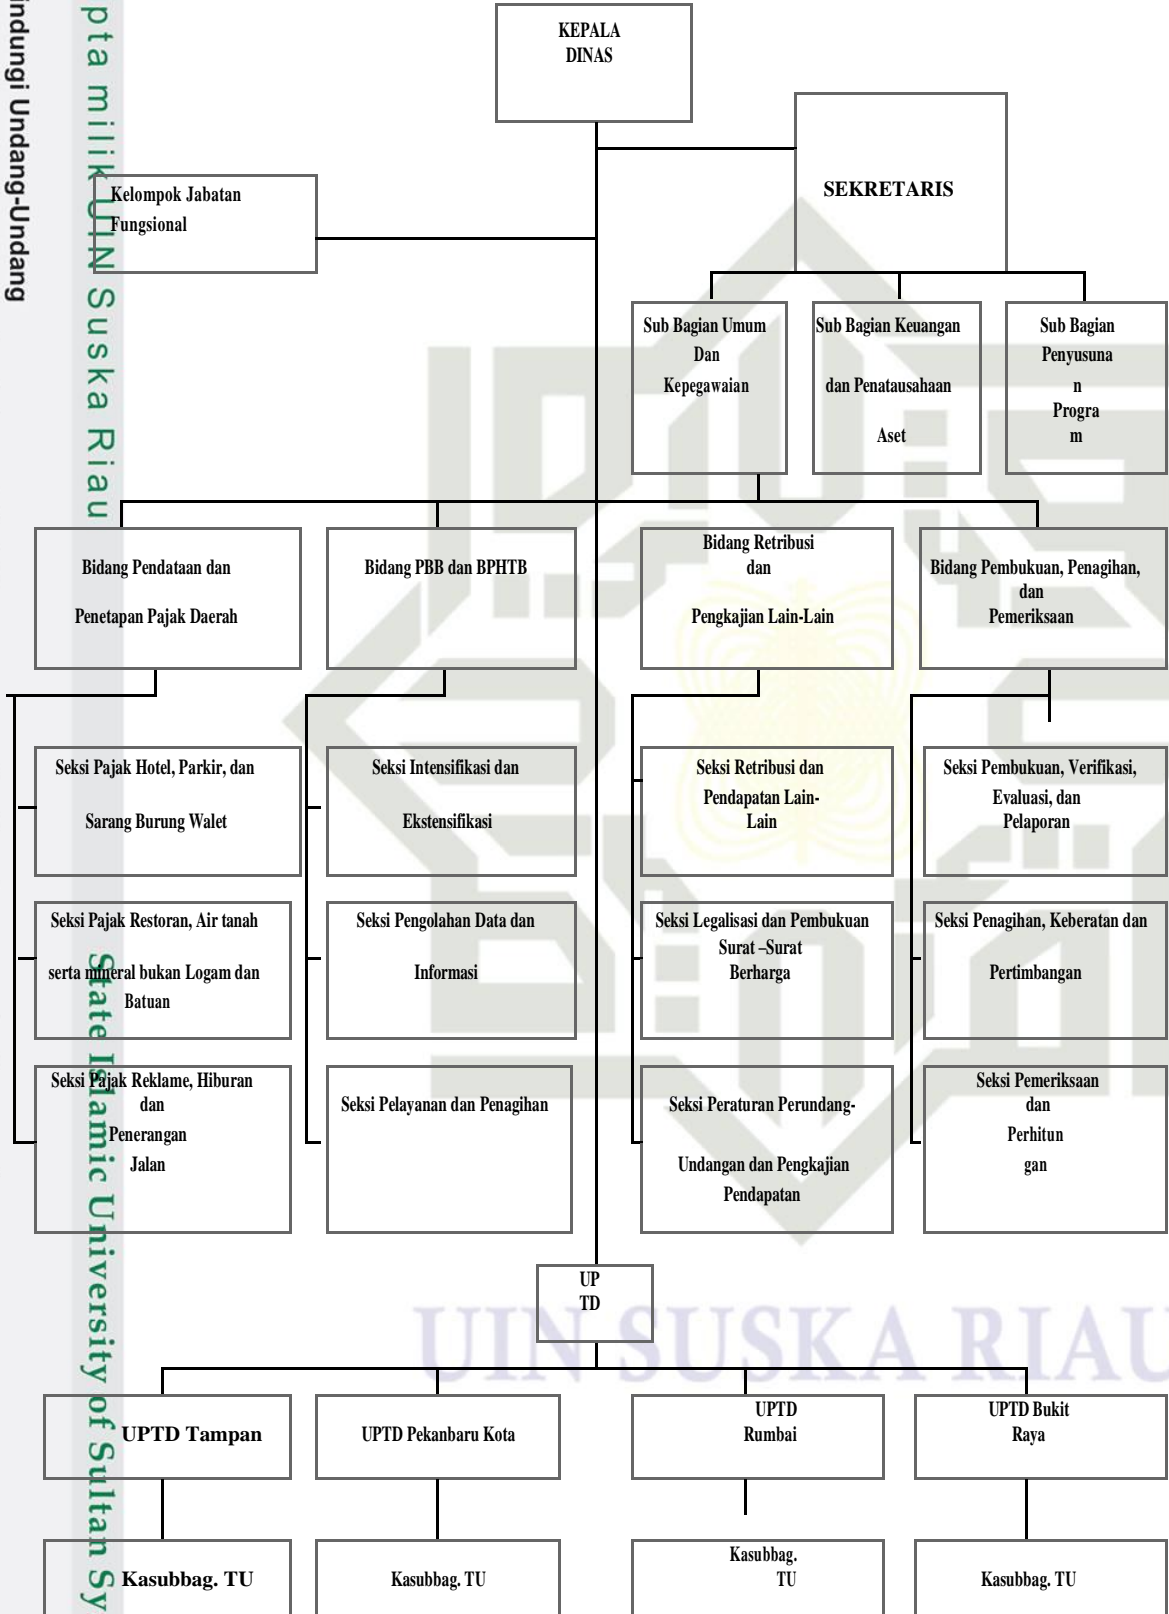 KEPALA
DINAS
SEKRETARIS
Kelompok Jabatan
Fungsional
Sub Bagian Umum
Dan
Kepegawaian
Sub Bagian Keuangan
dan Penatausahaan
Aset
Sub Bagian
Penyusuna
n
Progra
m
Bidang Pendataan dan
Penetapan Pajak Daerah
Bidang PBB dan BPHTB
Bidang Retribusi
dan
Pengkajian Lain-Lain
Bidang Pembukuan, Penagihan,
dan
Pemeriksaan
Seksi Pajak Hotel, Parkir, dan
Sarang Burung Walet
Seksi Intensifikasi dan
Ekstensifikasi
Seksi Retribusi dan
Pendapatan Lain-
Lain
Seksi Pembukuan, Verifikasi,
Evaluasi, dan
Pelaporan
Seksi Pajak Restoran, Air tanah
serta mineral bukan Logam dan
Batuan
Seksi Pengolahan Data dan
Informasi
Seksi Legalisasi dan Pembukuan
Surat –Surat
Berharga
Seksi Penagihan, Keberatan dan
Pertimbangan
Seksi Pajak Reklame, Hiburan
dan
Penerangan
Jalan
Seksi Pelayanan dan Penagihan
Seksi Peraturan Perundang-
Undangan dan Pengkajian
Pendapatan
Seksi Pemeriksaan
dan
Perhitun
gan
UP
TD
UPTD Tampan
UPTD Pekanbaru Kota
UPTD
Rumbai
UPTD Bukit
Raya
Kasubbag. TU
Kasubbag. TU
Kasubbag.
TU
Kasubbag. TU
indungi Undang-Undang
pta milik UIN Suska Riau
State Islamic University of Sultan Sy
UIN SUSKA RIAU